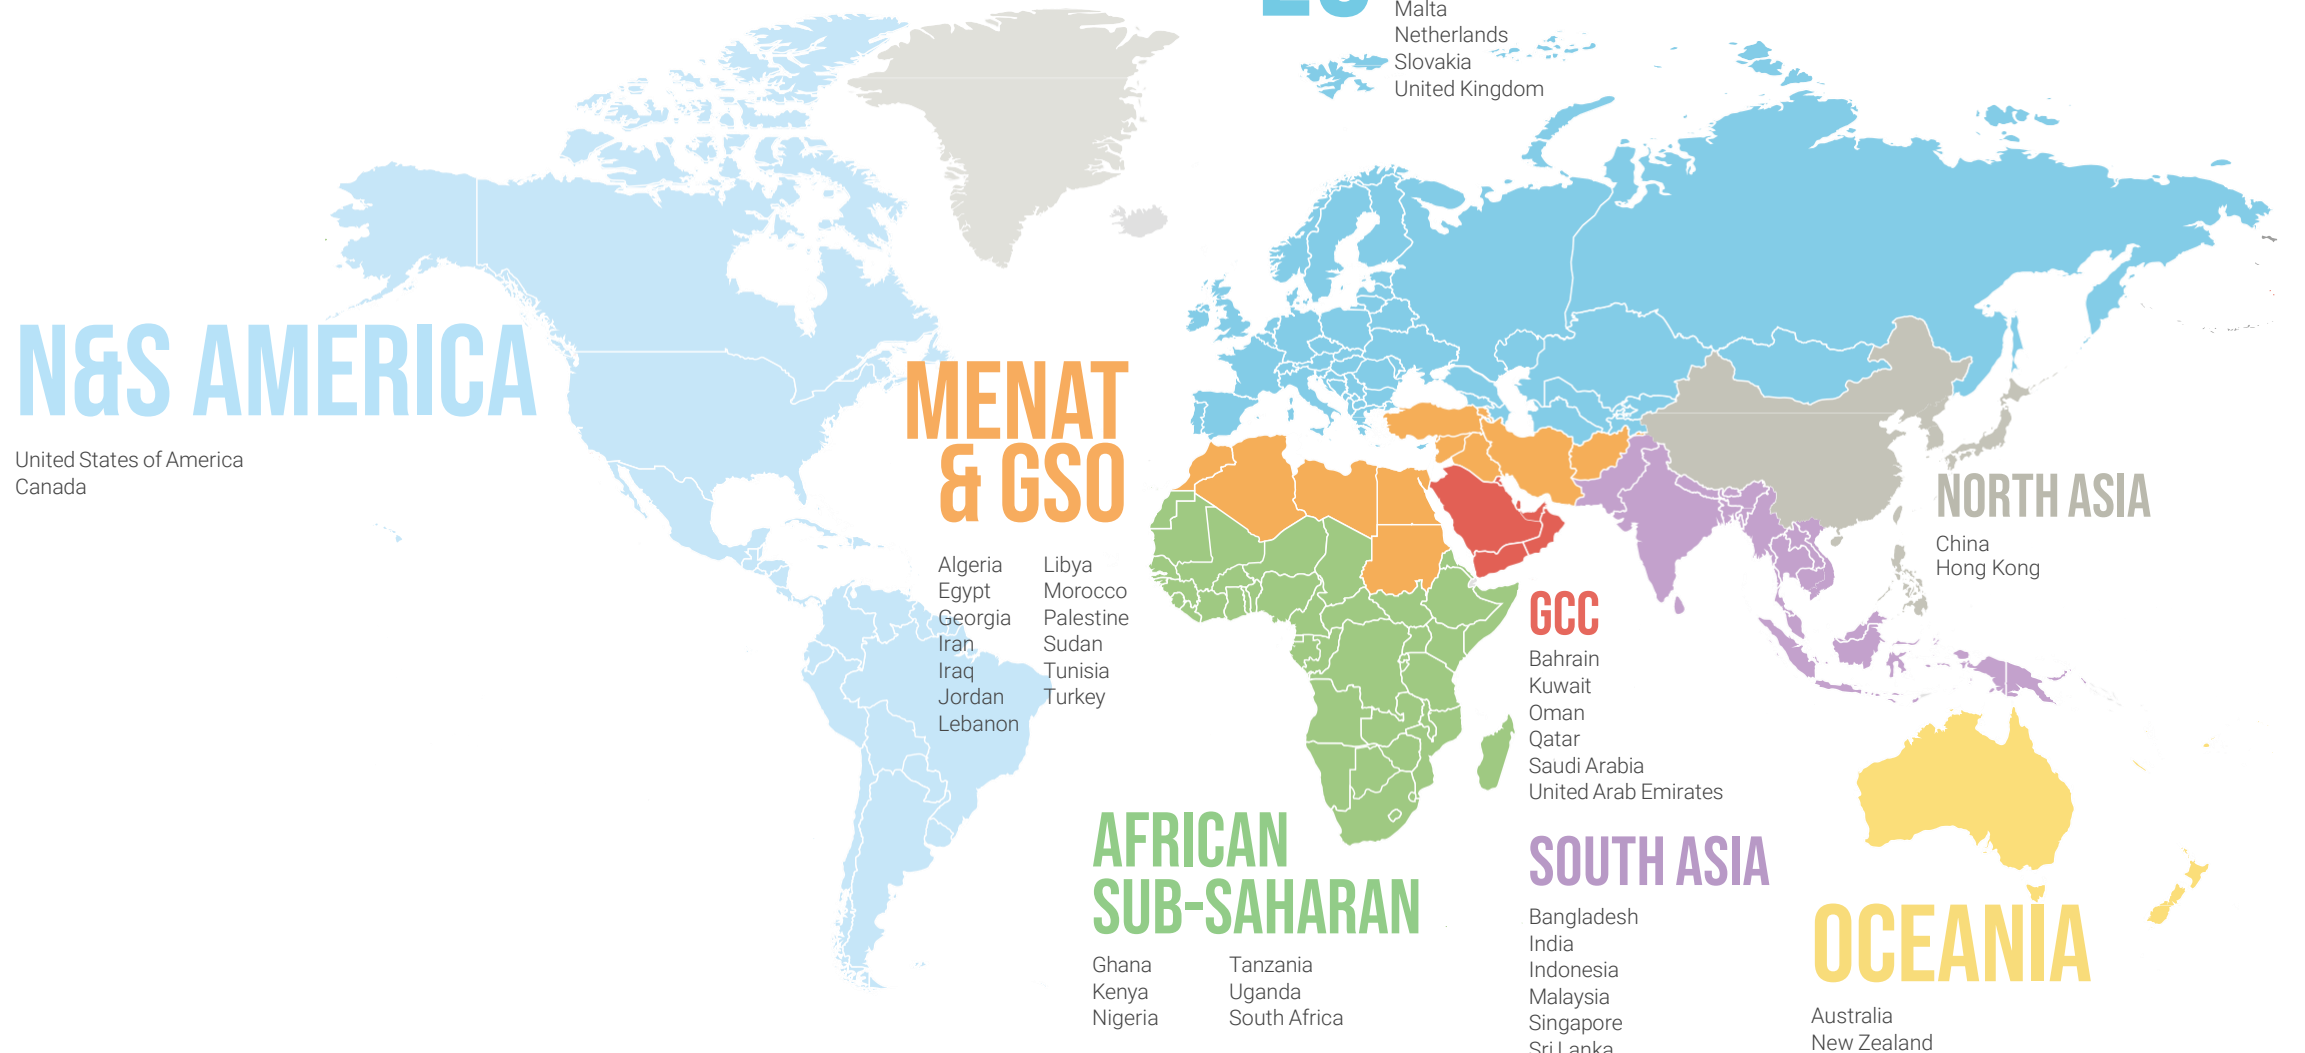 Malta
Netherlands
Slovakia
United Kingdom
N&S AMERICA
United States of America
Canada
MENAT
& GSO
Algeria
Egypt
Georgia
Iran
Iraq
Jordan
Lebanon
Libya
Morocco
Palestine
Sudan
Tunisia
Turkey
NORTH ASIA
China
Hong Kong
GCC
Bahrain
Kuwait
Oman
Qatar
Saudi Arabia
United Arab Emirates
AFRICAN
SUB-SAHARAN
Ghana
Kenya
Nigeria
Tanzania
Uganda
South Africa
SOUTH ASIA
Bangladesh
India
Indonesia
Malaysia
Singapore
Sri Lanka
OCEANIA
Australia
New Zealand